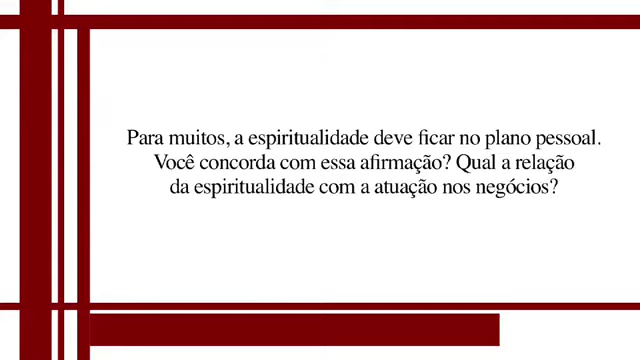 Para muitos, a espiritualidade deve ficar no plano pessoal.
Você concorda com essa afirmação? Qual a relação
da espiritualidade com a atuação nos negócios?